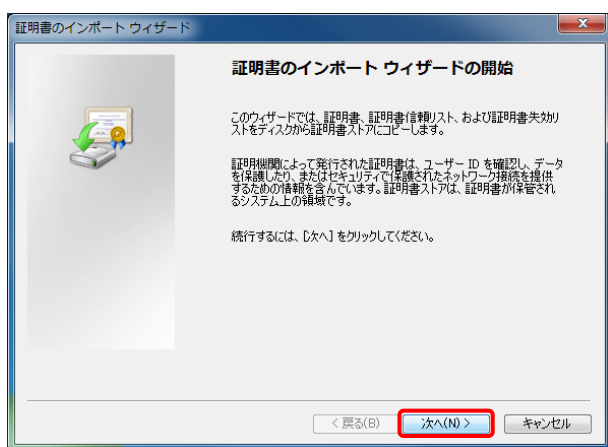 証明書のインポート ウィザード
証明書のインポート ウィザードの開始
このウィザードでは、証明書、証明書信頼リスト、および証明書失効リ
ストをディスクから証明書ストアにコピーします。
証明機関によって発行された証明書は、ユーザー ID を確認し、データ
を保護したり、またはセキュリティで保護されたネットワーク接続を提供
するための情報を含んでいます。証明書ストアは、証明書が保管され
るシステム上の領域です。
続行するには、[次へ] をクリックしてください。
< 戻る(B) 次へ(N) > キャンセル